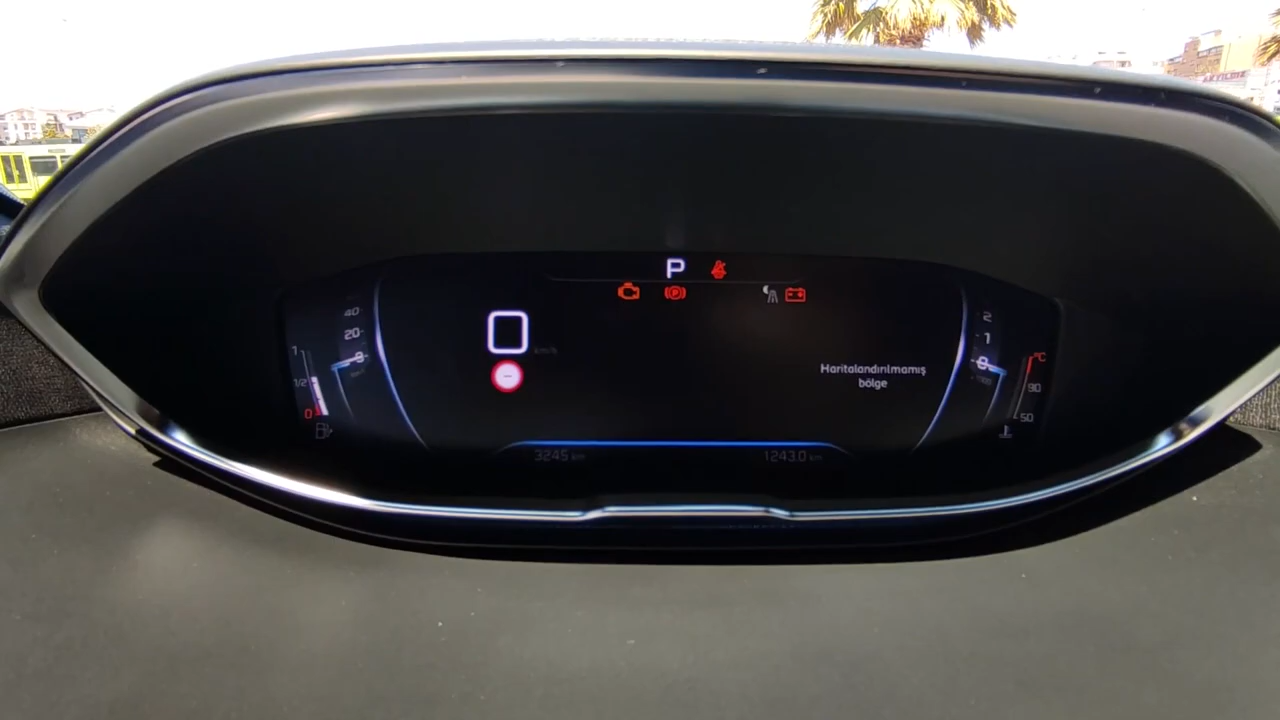 P
40
20
0
1
1/2
0
0
km/h
2
1
0
°C
90
50
Haritalandırılmamış
bölge
3245 km
1243.0 km